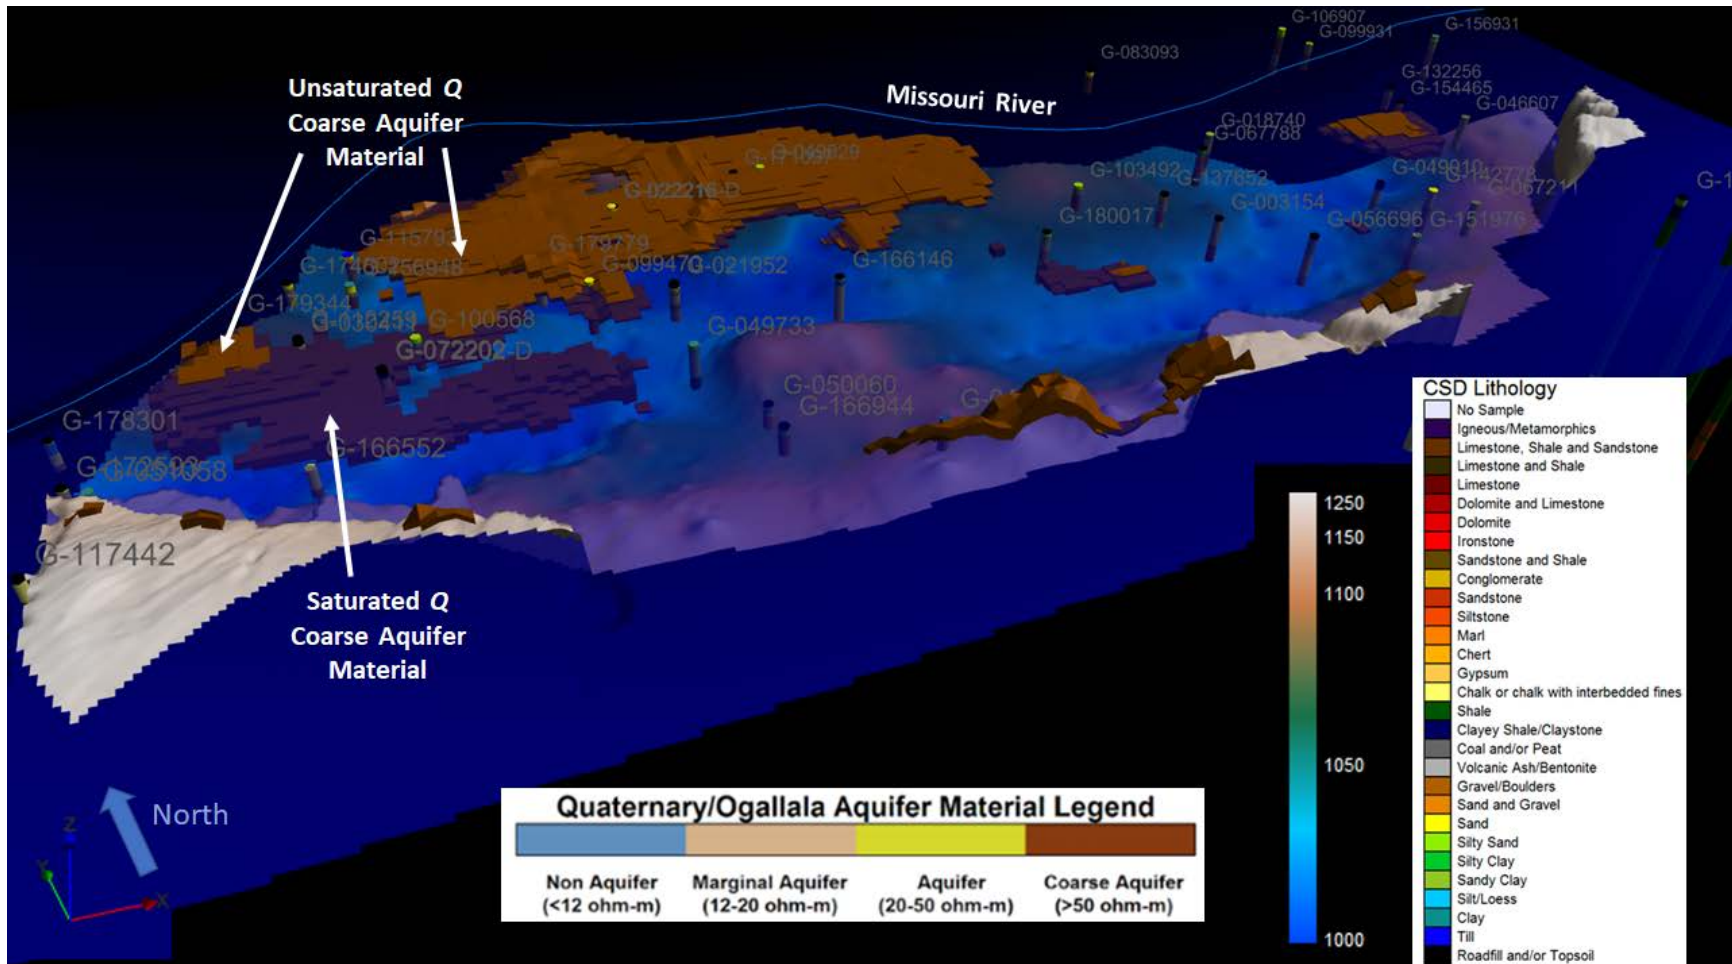 G-106907
G-099931
G-156931
G-083093
G-132256
G-154465
G-046607
Unsaturated Q
Coarse Aquifer
Material
Missouri River
G-018740
G-067788
G-103492
G-137652
G-049910
G-142773
G-067211
G-022216-D
G-180017
G-003154
G-056696
G-151976
G-179779
G-099470
G-021952
G-166146
G-179344
G-100568
G-049733
G-072202-D
G-050060
G-166944
G-178301
G-166552
G-117442
Saturated Q
Coarse Aquifer
Material
North
Z
Y
X
Quaternary/Ogallala Aquifer Material Legend
Non Aquifer
(<12 ohm-m)
Marginal Aquifer
(12-20 ohm-m)
Aquifer
(20-50 ohm-m)
Coarse Aquifer
(>50 ohm-m)
1250
1150
1100
1050
1000
CSD Lithology
No Sample
Igneous/Metamorphics
Limestone, Shale and Sandstone
Limestone and Shale
Limestone
Dolomite and Limestone
Dolomite
Ironstone
Sandstone and Shale
Conglomerate
Sandstone
Siltstone
Marl
Chert
Gypsum
Chalk or chalk with interbedded fines
Shale
Clayey Shale/Claystone
Coal and/or Peat
Volcanic Ash/Bentonite
Gravel/Boulders
Sand and Gravel
Sand
Silty Sand
Silty Clay
Sandy Clay
Silt/Loess
Clay
Till
Roadfill and/or Topsoil